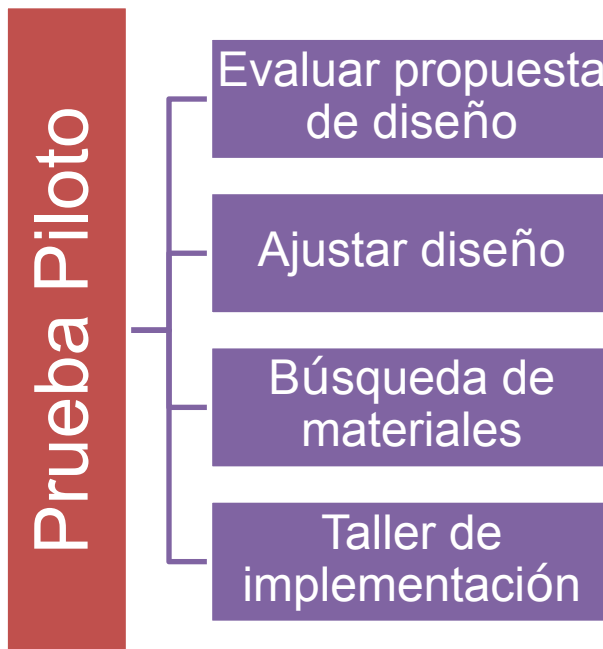 Prueba Piloto
Evaluar propuesta
de diseño
Ajustar diseño
Búsqueda de
materiales
Taller de
implementación